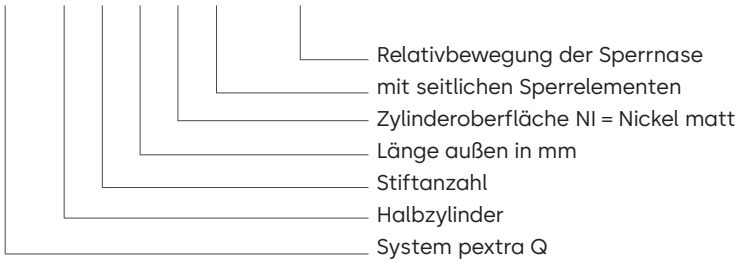 Relativbewegung der Sperrnase
mit seitlichen Sperrelementen
Zylinderoberfläche NI = Nickel matt
Länge außen in mm
Stiftanzahl
Halbzylinder
System pextra Q